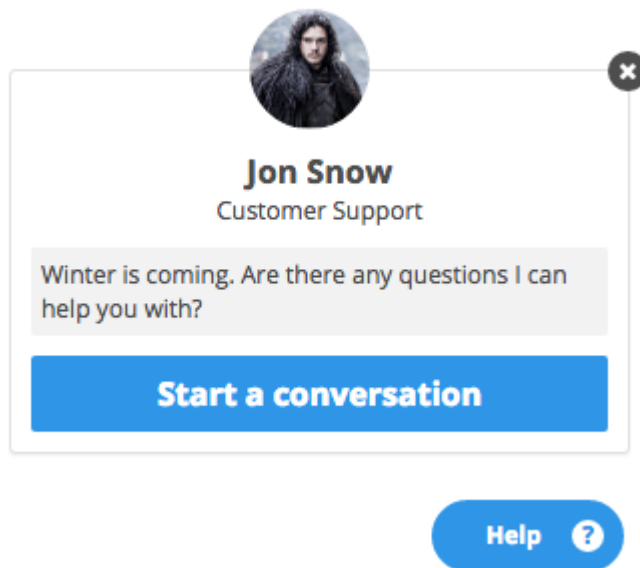 Jon Snow
Customer Support
Winter is coming. Are there any questions I can
help you with?
Start a conversation
Help ?